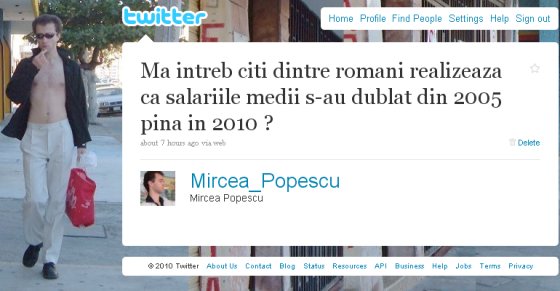 twitter
Home Profile Find People Settings Help Sign out
Ma intreb citi dintre romani realizeaza
ca salariile medii s-au dublat din 2005
pina in 2010 ?
about 7 hours ago via web
Delete
Mircea_Popescu
Mircea Popescu
© 2010 Twitter About Us Contact Blog Status Resources API Business Help Jobs Terms Privacy